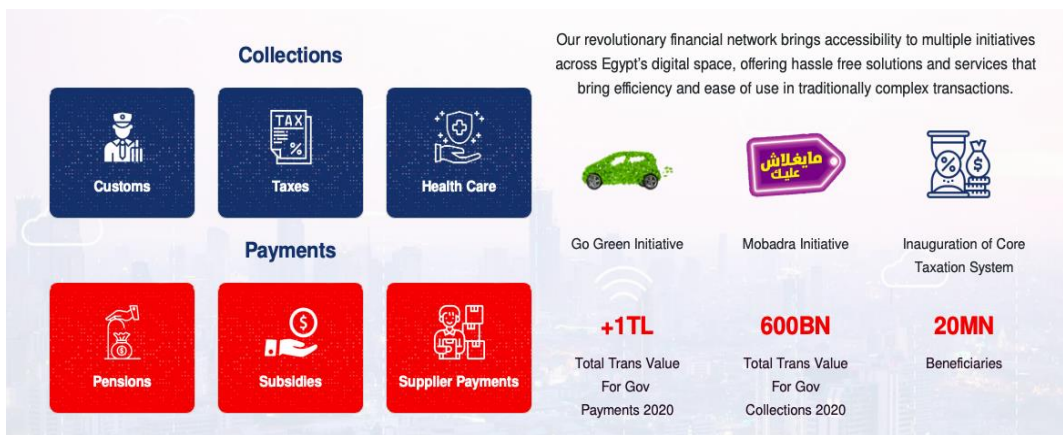 Collections
TAX
%
Customs
Taxes
Health Care
Payments
$
$
Pensions
Subsidies
Supplier Payments
Our revolutionary financial network brings accessibility to multiple initiatives
across Egypt's digital space, offering hassle free solutions and services that
bring efficiency and ease of use in traditionally complex transactions.
مايغلاش
عليك
%
$
Go Green Initiative
Mobadra Initiative
Inauguration of Core
Taxation System
+1TL
Total Trans Value
For Gov
Payments 2020
600BN
Total Trans Value
For Gov
Collections 2020
20MN
Beneficiaries